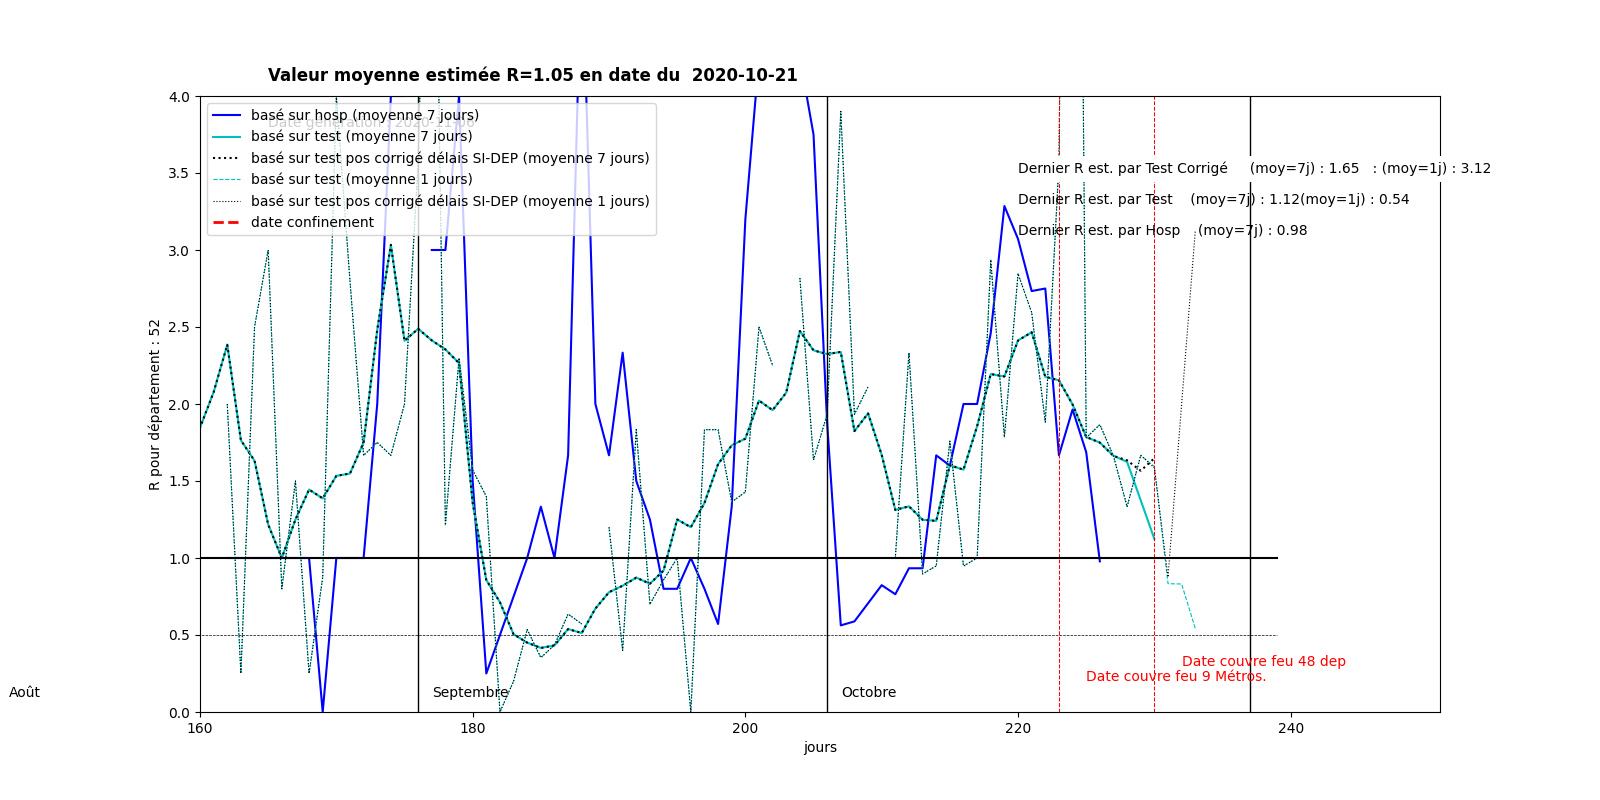 Valeur moyenne estimée R=1.05 en date du  2020-10-21
4.0
3.5
3.0
2.5
2.0
1.5
1.0
0.5
0.0
R pour département : 52
basé sur hosp (moyenne 7 jours)
basé sur test (moyenne 7 jours)
basé sur test pos corrigé délais SI-DEP (moyenne 7 jours)
basé sur test (moyenne 1 jours)
basé sur test pos corrigé délais SI-DEP (moyenne 1 jours)
date confinement
Dernier R est. par Test Corrigé     (moy=7j) : 1.65   : (moy=1j) : 3.12
Dernier R est. par Test    (moy=7j) : 1.12(moy=1j) : 0.54
Dernier R est. par Hosp    (moy=7j) : 0.98
Date couvre feu 48 dep
Date couvre feu 9 Métros.
Août
Septembre
Octobre
160
180
200
220
240
jours